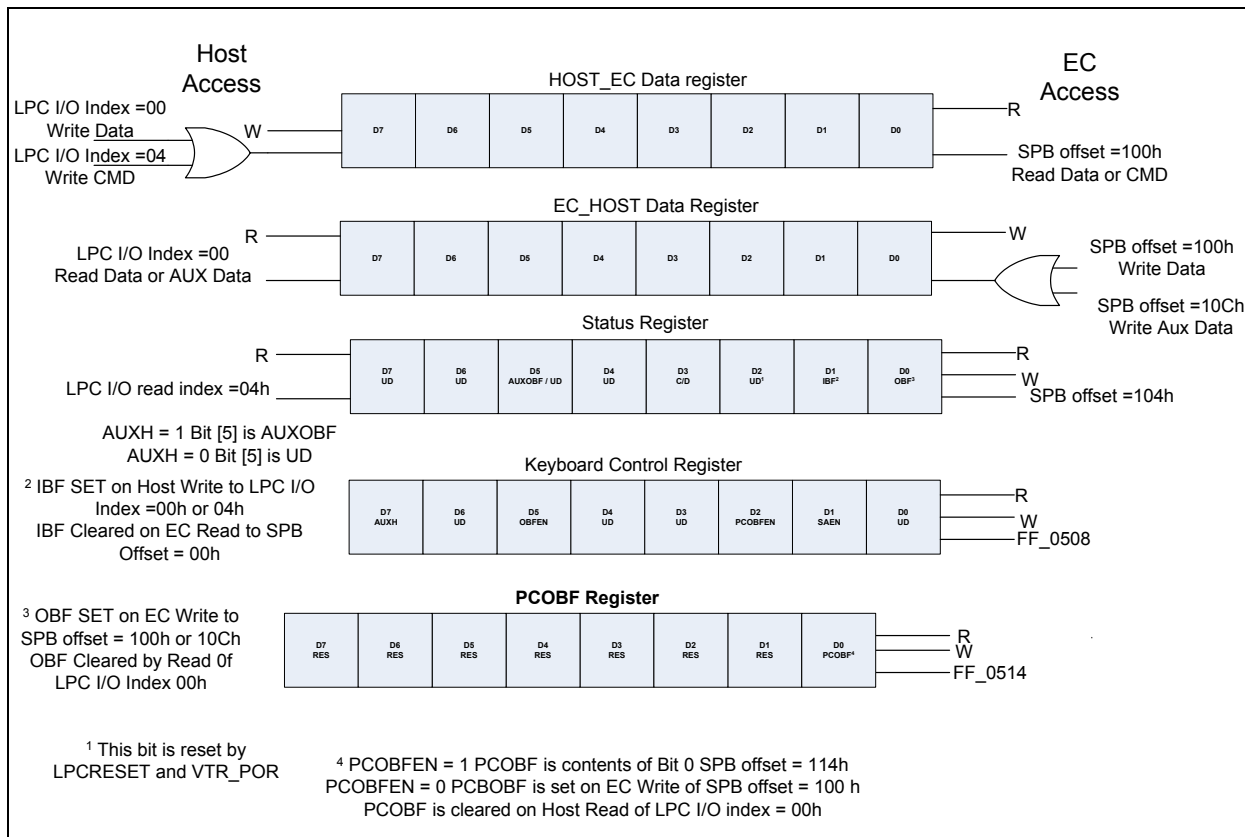 Host
Access
EC
Access
HOST_EC Data register
LPC I/O Index =00
Write Data
LPC I/O Index =04
Write CMD
W
D7 D6 D5 D4 D3 D2 D1 D0
R
SPB offset =100h
Read Data or CMD
EC_HOST Data Register
R
LPC I/O Index =00
Read Data or AUX Data
D7 D6 D5 D4 D3 D2 D1 D0
W
SPB offset =100h
Write Data
SPB offset =10Ch
Write Aux Data
Status Register
R
LPC I/O read index =04h
D7 D6 D5 D4 D3 D2 D1 D0
UD UD AUXOBF / UD UD C/D UD¹ IBF² OBF³
R
W
SPB offset =104h
AUXH = 1 Bit [5] is AUXOBF
AUXH = 0 Bit [5] is UD
Keyboard Control Register
² IBF SET on Host Write to LPC I/O
Index =00h or 04h
IBF Cleared on EC Read to SPB
Offset = 00h
D7 D6 D5 D4 D3 D2 D1 D0
AUXH UD OBFEN UD UD PCOBFEN SAEN UD
R
W
FF_0508
PCOBF Register
³ OBF SET on EC Write to
SPB offset = 100h or 10Ch
OBF Cleared by Read 0f
LPC I/O Index 00h
D7 D6 D5 D4 D3 D2 D1 D0
RES RES RES RES RES RES RES PCOBF⁴
R
W
FF_0514
¹ This bit is reset by
LPCRESET and VTR_POR
⁴ PCOBFEN = 1 PCOBF is contents of Bit 0 SPB offset = 114h
PCOBFEN = 0 PCBOBF is set on EC Write of SPB offset = 100 h
PCOBF is cleared on Host Read of LPC I/O index = 00h